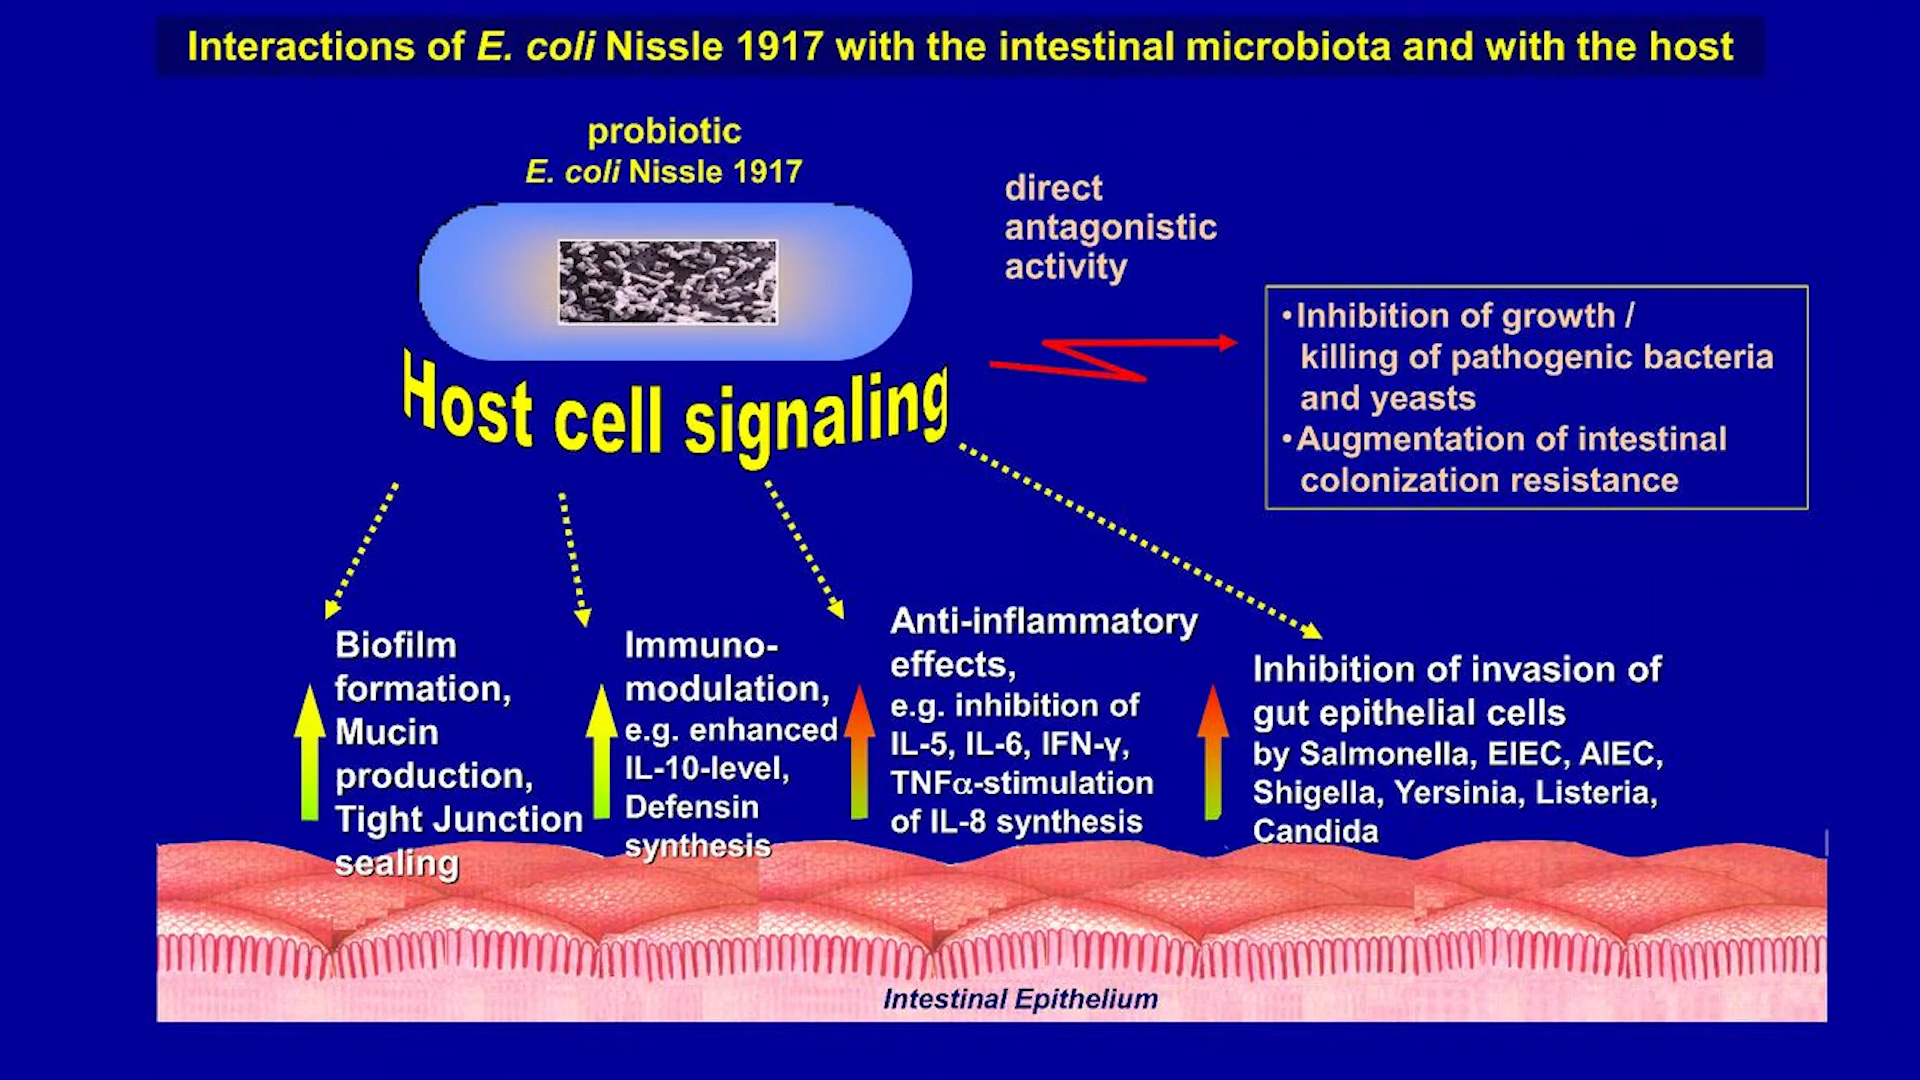 Interactions of E. coli Nissle 1917 with the intestinal microbiota and with the host
probiotic
E. coli Nissle 1917
direct
antagonistic
activity
•Inhibition of growth /
killing of pathogenic bacteria
and yeasts
•Augmentation of intestinal
colonization resistance
Host cell signaling
Biofilm
formation,
Mucin
production,
Tight Junction
sealing
Immuno-
modulation,
e.g. enhanced
IL-10-level,
Defensin
synthesis
Anti-inflammatory
effects,
e.g. inhibition of
IL-5, IL-6, IFN-γ,
TNFα-stimulation
of IL-8 synthesis
Inhibition of invasion of
gut epithelial cells
by Salmonella, EIEC, AIEC,
Shigella, Yersinia, Listeria,
Candida
Intestinal Epithelium